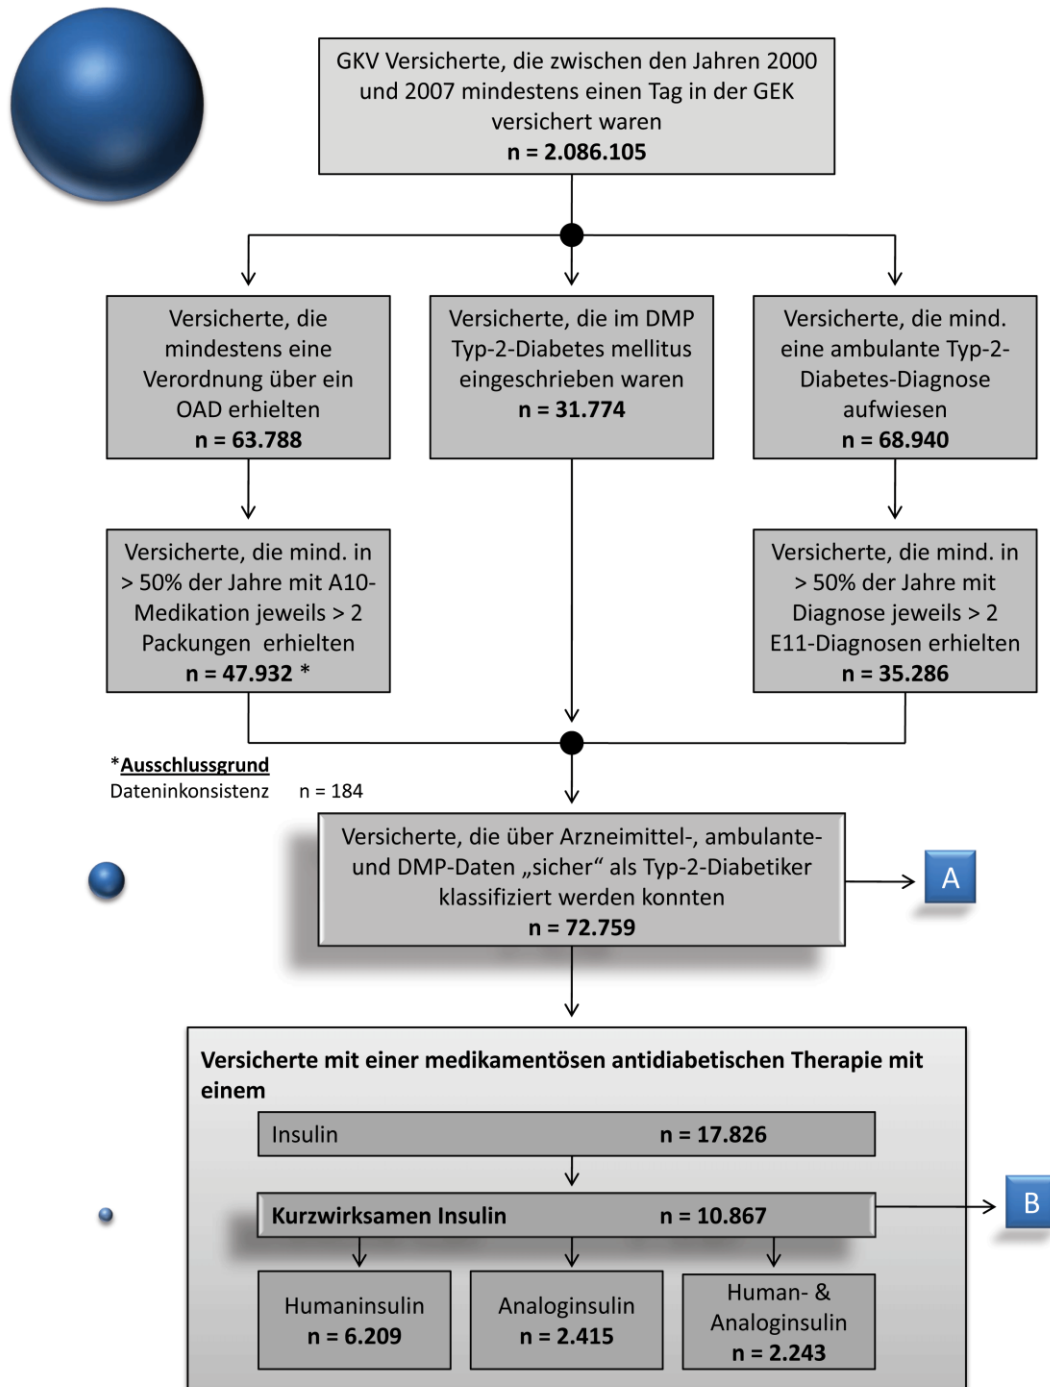 GKV Versicherte, die zwischen den Jahren 2000
und 2007 mindestens einen Tag in der GEK
versichert waren
n = 2.086.105
Versicherte, die
mindestens eine
Verordnung über ein
OAD erhielten
n = 63.788
Versicherte, die im DMP
Typ-2-Diabetes mellitus
eingeschrieben waren
n = 31.774
Versicherte, die mind.
eine ambulante Typ-2-
Diabetes-Diagnose
aufwiesen
n = 68.940
Versicherte, die mind. in
> 50% der Jahre mit A10-
Medikation jeweils > 2
Packungen erhielten
n = 47.932 *
Versicherte, die mind. in
> 50% der Jahre mit
Diagnose jeweils > 2
E11-Diagnosen erhielten
n = 35.286
*Ausschlussgrund
Dateninkonsistenz n = 184
Versicherte, die über Arzneimittel-, ambulante-
und DMP-Daten „sicher“ als Typ-2-Diabetiker
klassifiziert werden konnten
n = 72.759
A
Versicherte mit einer medikamentösen antidiabetischen Therapie mit
einem
Insulin n = 17.826
Kurzwirksamen Insulin n = 10.867
B
Humaninsulin
n = 6.209
Analoginsulin
n = 2.415
Human- &
Analoginsulin
n = 2.243